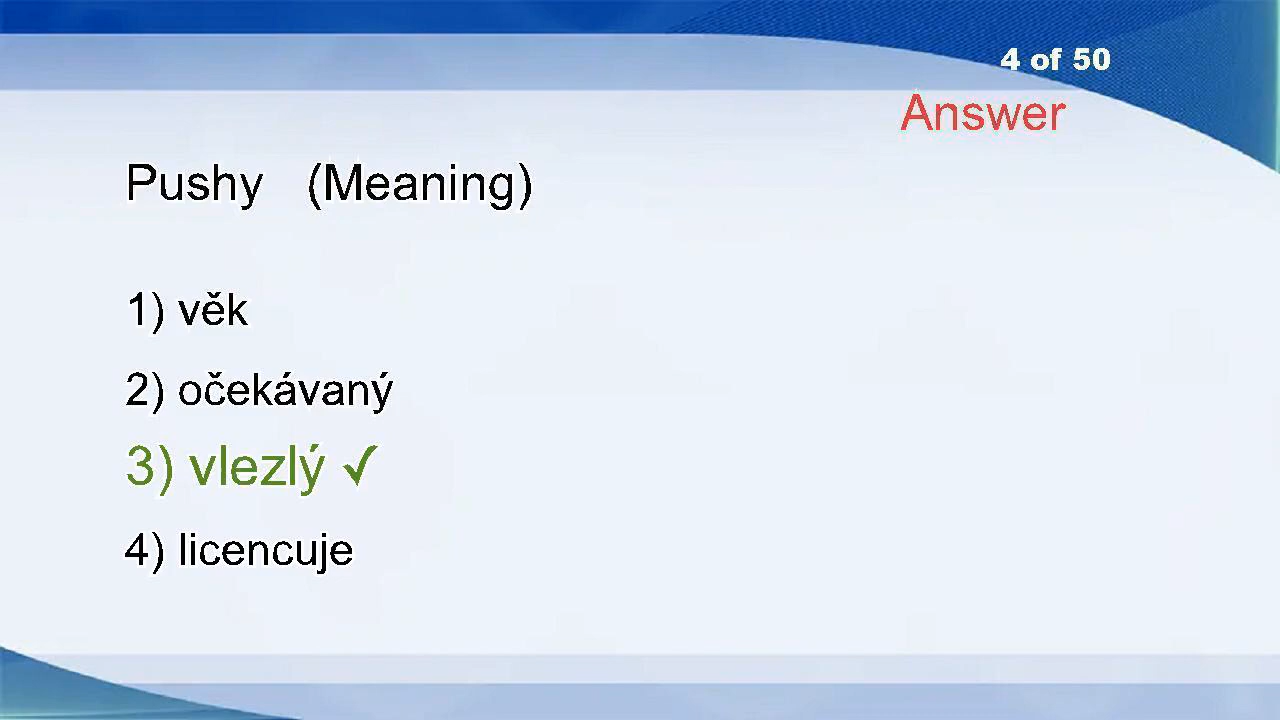 4 of 50
Answer
Pushy (Meaning)
1) věk
2) očekávaný
3) vlezlý ✓
4) licencuje